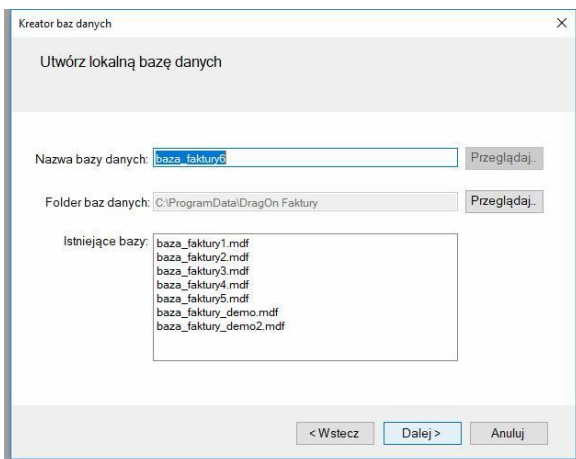 Kreator baz danych
Utwórz lokalną bazę danych
Nazwa bazy danych: baza_faktury6 Przeglądaj..
Folder baz danych: C:\ProgramData\DragOn Faktury Przeglądaj..
Istniejące bazy: baza_faktury1.mdf
baza_faktury2.mdf
baza_faktury3.mdf
baza_faktury4.mdf
baza_faktury5.mdf
baza_faktury_demo.mdf
baza_faktury_demo2.mdf
< Wstecz Dalej > Anuluj